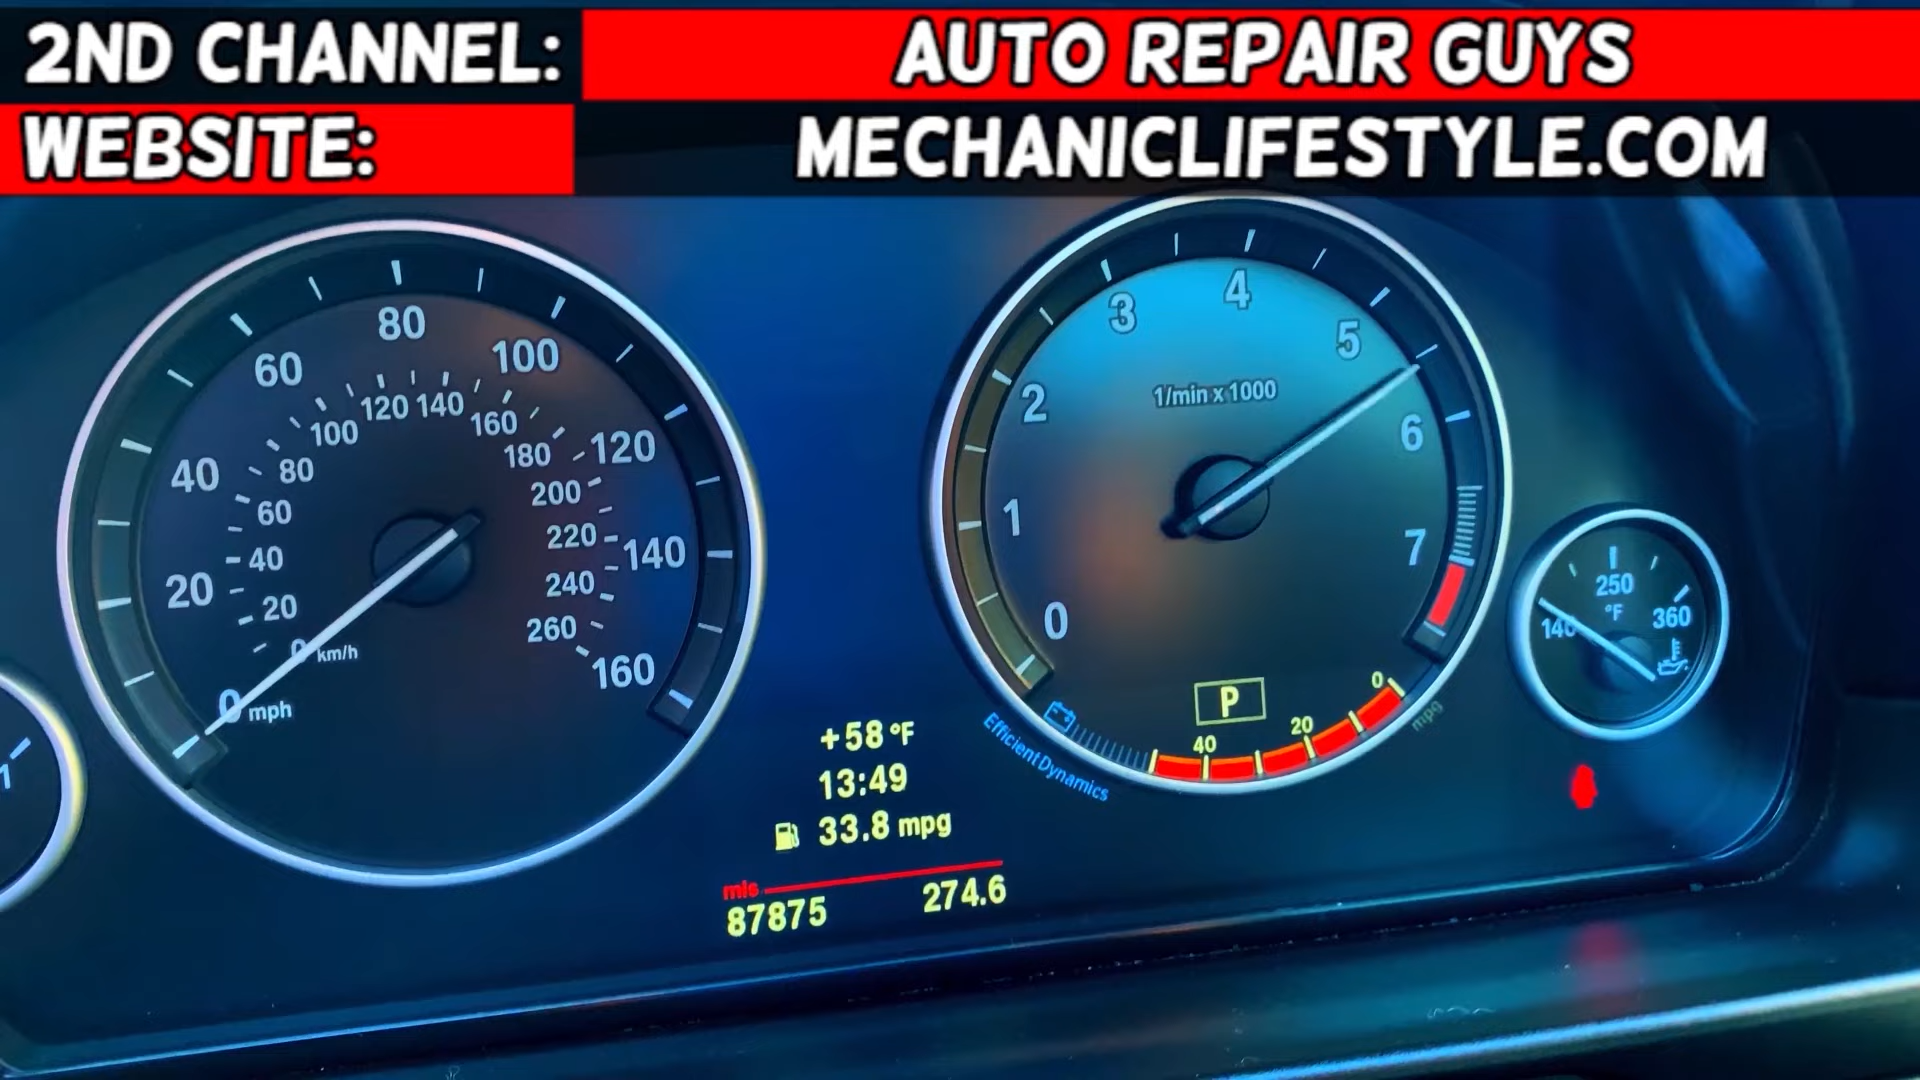 2ND CHANNEL: AUTO REPAIR GUYS
WEBSITE: MECHANICLIFESTYLE.COM
0 20 40 60 80 100 120 140 160
mph
0 20 40 60 80 100 120 140 160 180 200 220 240 260
km/h
0 1 2 3 4 5 6 7
1/min x 1000
P
40 20 0
mpg
EfficientDynamics
140 250 360
°F
1
+58 °F
13:49
33.8 mpg
mls
87875 274.6